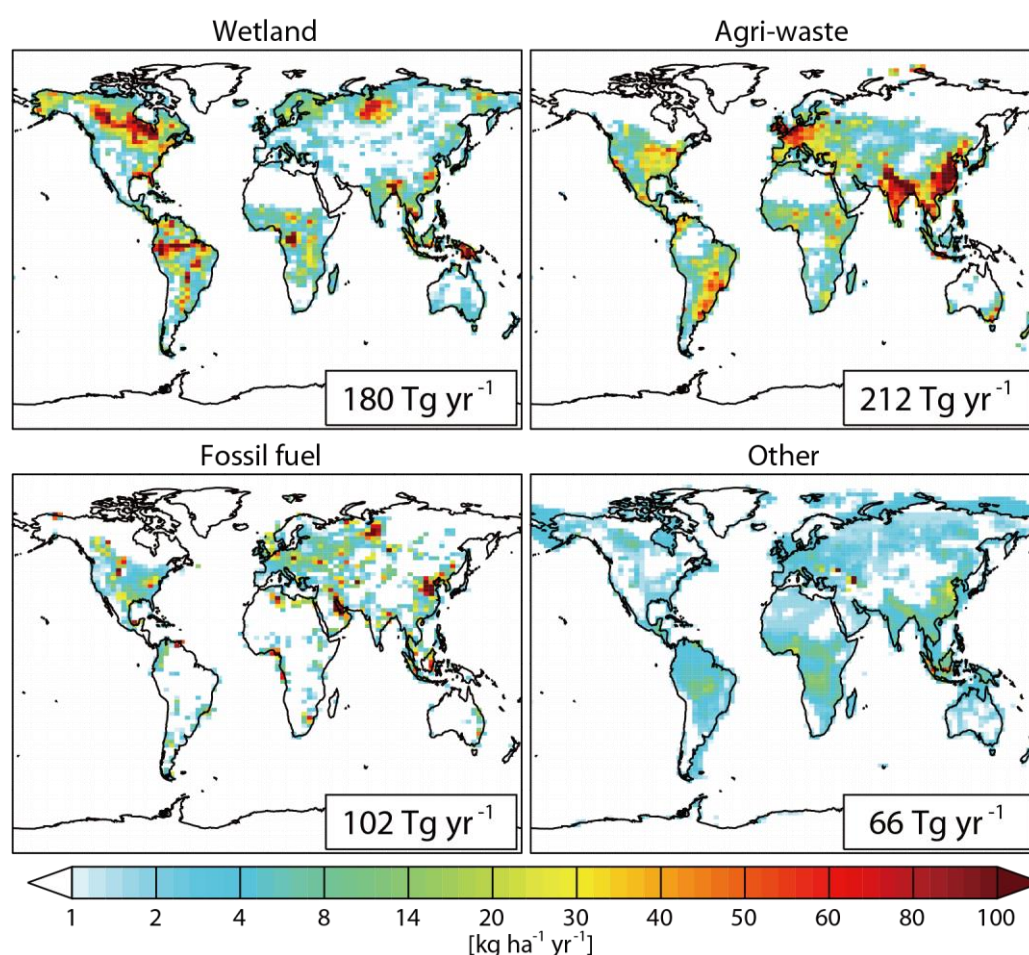 Wetland
Agri-waste
180 Tg yr⁻¹
212 Tg yr⁻¹
Fossil fuel
Other
102 Tg yr⁻¹
66 Tg yr⁻¹
1 2 4 8 14 20 30 40 50 60 80 100
[kg ha⁻¹ yr⁻¹]